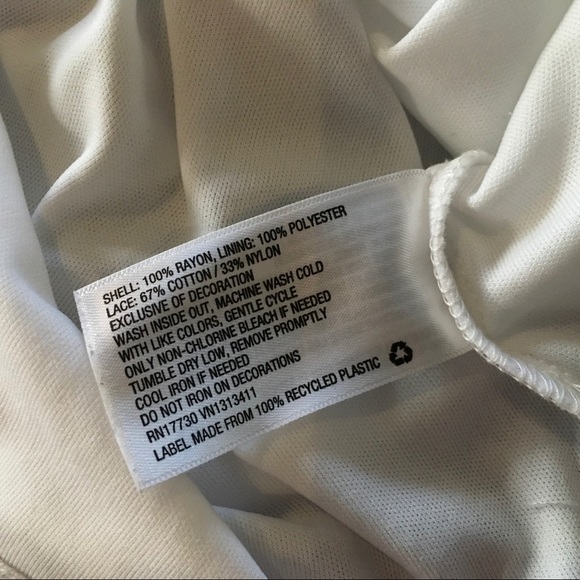 SHELL: 100% RAYON, LINING: 100% POLYESTER
LACE: 67% COTTON / 33% NYLON
EXCLUSIVE OF DECORATION
WASH INSIDE OUT, MACHINE WASH COLD
WITH LIKE COLORS, GENTLE CYCLE
ONLY NON-CHLORINE BLEACH IF NEEDED
TUMBLE DRY LOW, REMOVE PROMPTLY
COOL IRON IF NEEDED
DO NOT IRON ON DECORATIONS
RN17730 VN1313411
LABEL MADE FROM 100% RECYCLED PLASTIC